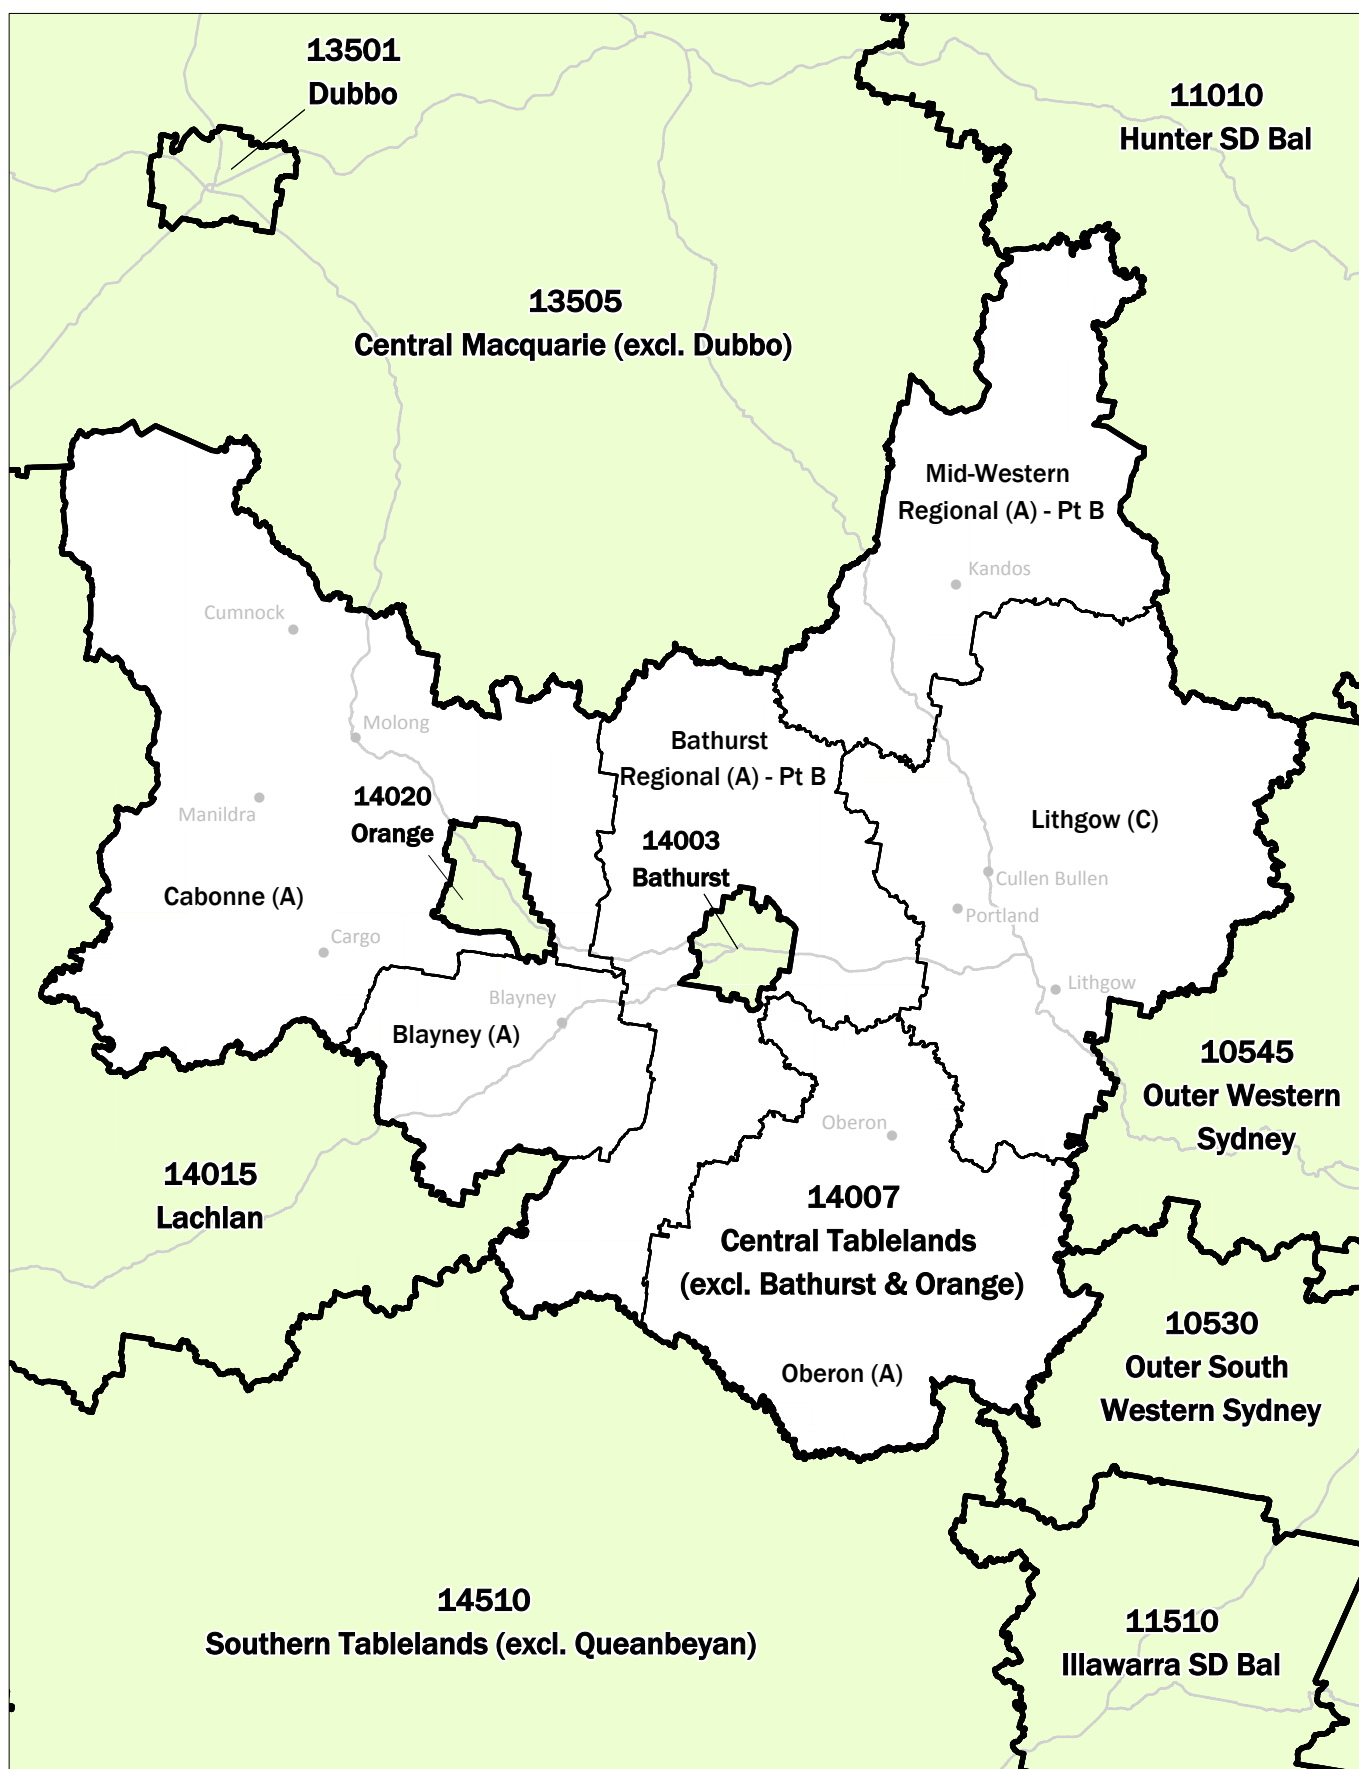 13501
Dubbo
11010
Hunter SD Bal
13505
Central Macquarie (excl. Dubbo)
Mid-Western
Regional (A) - Pt B
Kandos
Cumnock
Molong
Bathurst
Regional (A) - Pt B
14020
Orange
Manildra
Lithgow (C)
14003
Bathurst
Cullen Bullen
Cabonne (A)
Portland
Cargo
Lithgow
Blayney
Blayney (A)
10545
Outer Western
Sydney
Oberon
14015
Lachlan
14007
Central Tablelands
(excl. Bathurst & Orange)
10530
Outer South
Western Sydney
Oberon (A)
14510
Southern Tablelands (excl. Queanbeyan)
11510
Illawarra SD Bal